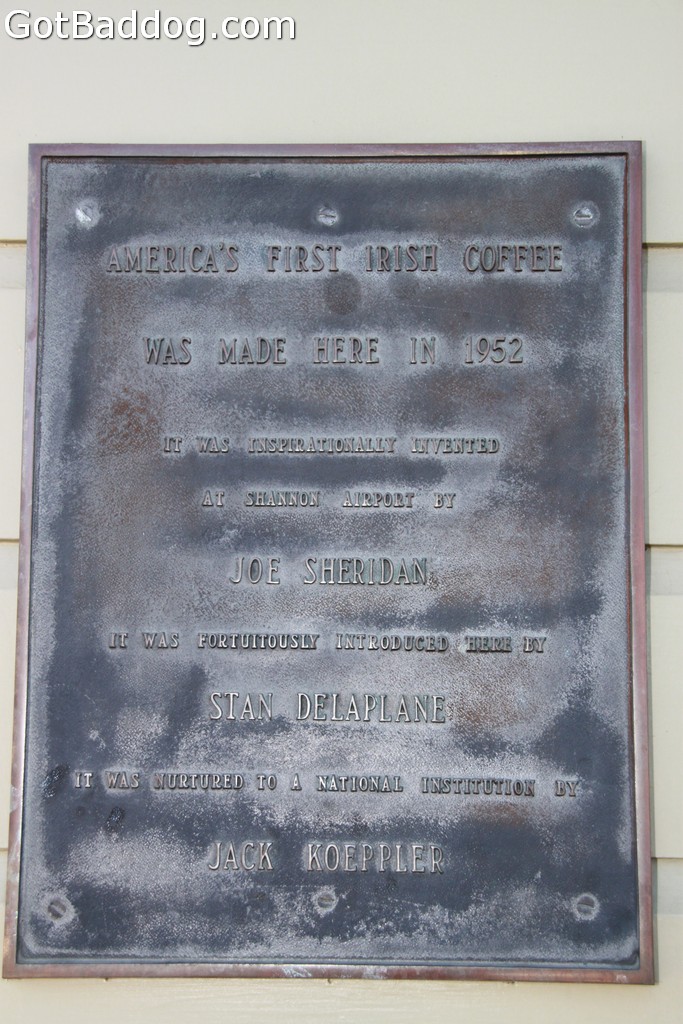 GotBaddog.com
AMERICA'S FIRST IRISH COFFEE
WAS MADE HERE IN 1952
IT WAS INSPIRATIONALLY INVENTED
AT SHANNON AIRPORT BY
JOE SHERIDAN.
IT WAS FORTUITOUSLY INTRODUCED HERE BY
STAN DELAPLANE.
IT WAS NURTURED TO A NATIONAL INSTITUTION BY
JACK KOEPPLER